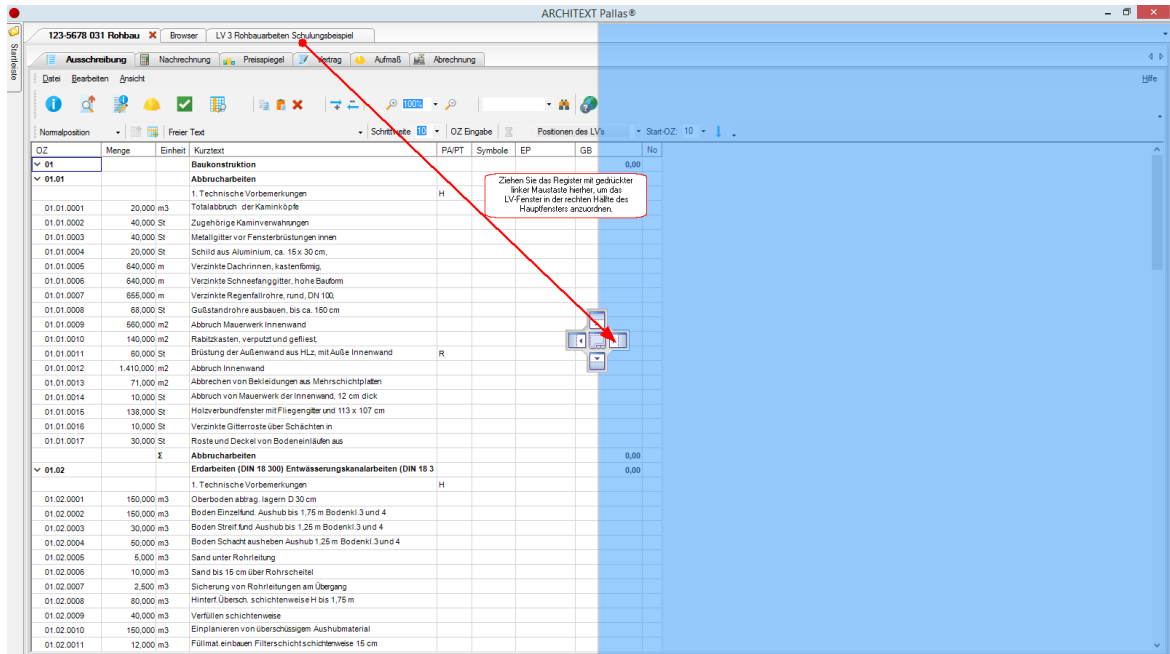 ARCHITEXT Pallas®
Startleiste
123-5678 031 Rohbau Browser LV 3 Rohbauarbeiten Schulungsbeispiel
Ausschreibung Nachrechnung Preisspiegel Vertrag Aufmaß Abrechnung
Datei Bearbeiten Ansicht Hilfe
100%
Normalposition Freier Text Schrittweite 10 OZ Eingabe Positionen des LV's Start-OZ: 10
OZ Menge Einheit Kurztext PA/PT Symbole EP GB No
01 Baukonstruktion 0,00
01.01 Abbrucharbeiten
1. Technische Vorbemerkungen H
Ziehen Sie das Register mit gedrückter
linker Maustaste hierher, um das
LV-Fenster in der rechten Hälfte des
Hauptfensters anzuordnen.
01.01.0001 20,000 m3 Totalabbruch der Kaminköpfe
01.01.0002 40,000 St Zugehörige Kaminverwahrungen
01.01.0003 40,000 St Metallgitter vor Fensterbrüstungen innen
01.01.0004 20,000 St Schild aus Aluminium, ca. 15 x 30 cm,
01.01.0005 640,000 m Verzinkte Dachrinnen, kastenförmig,
01.01.0006 640,000 m Verzinkte Schneefanggitter, hohe Bauform
01.01.0007 655,000 m Verzinkte Regenfallrohre, rund, DN 100,
01.01.0008 68,000 St Gußstandrohre ausbauen, bis ca. 150 cm
01.01.0009 560,000 m2 Abbruch Mauerwerk Innenwand
01.01.0010 140,000 m2 Rabitzkasten, verputzt und gefliest,
01.01.0011 60,000 St Brüstung der Außenwand aus HLz, mit Auße Innenwand R
01.01.0012 1.410,000 m2 Abbruch Innenwand
01.01.0013 71,000 m2 Abbrechen von Bekleidungen aus Mehrschichtplatten
01.01.0014 10,000 St Abbruch von Mauerwerk der Innenwand, 12 cm dick
01.01.0015 138,000 St Holzverbundfenster mit Fliegengitter und 113 x 107 cm
01.01.0016 10,000 St Verzinkte Gitterroste über Schächten in
01.01.0017 30,000 St Roste und Deckel von Bodeneinläufen aus
Σ Abbrucharbeiten 0,00
01.02 Erdarbeiten (DIN 18 300) Entwässerungskanalarbeiten (DIN 18 3 0,00
1. Technische Vorbemerkungen H
01.02.0001 150,000 m3 Oberboden abtrag. lagern D 30 cm
01.02.0002 150,000 m3 Boden Einzelfund. Aushub bis 1,75 m Bodenkl.3 und 4
01.02.0003 30,000 m3 Boden Streif.fund Aushub bis 1,25 m Bodenkl.3 und 4
01.02.0004 50,000 m3 Boden Schacht ausheben Aushub 1,25 m Bodenkl.3 und 4
01.02.0005 5,000 m3 Sand unter Rohrleitung
01.02.0006 10,000 m3 Sand bis 15 cm über Rohrscheitel
01.02.0007 2,500 m3 Sicherung von Rohrleitungen am Übergang
01.02.0008 80,000 m3 Hinterf.Übersch. schichtenweise H bis 1,75 m
01.02.0009 40,000 m3 Verfüllen schichtenweise
01.02.0010 150,000 m3 Einplanieren von überschüssigem Aushubmaterial
01.02.0011 12,000 m3 Füllmat.einbauen Filterschicht schichtenweise 15 cm